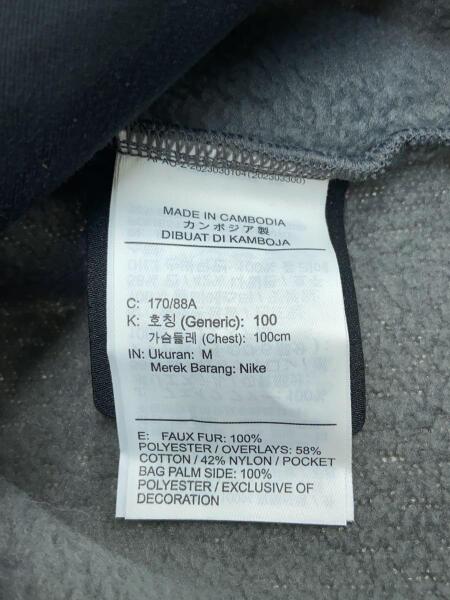 MADE IN CAMBODIA
カンボジア製
DIBUAT DI KAMBOJA
C: 170/88A
K: 호칭 (Generic): 100
가슴둘레 (Chest): 100cm
IN: Ukuran: M
Merek Barang: Nike
E: FAUX FUR: 100%
POLYESTER / OVERLAYS: 58%
COTTON / 42% NYLON / POCKET
BAG PALM SIDE: 100%
POLYESTER / EXCLUSIVE OF
DECORATION